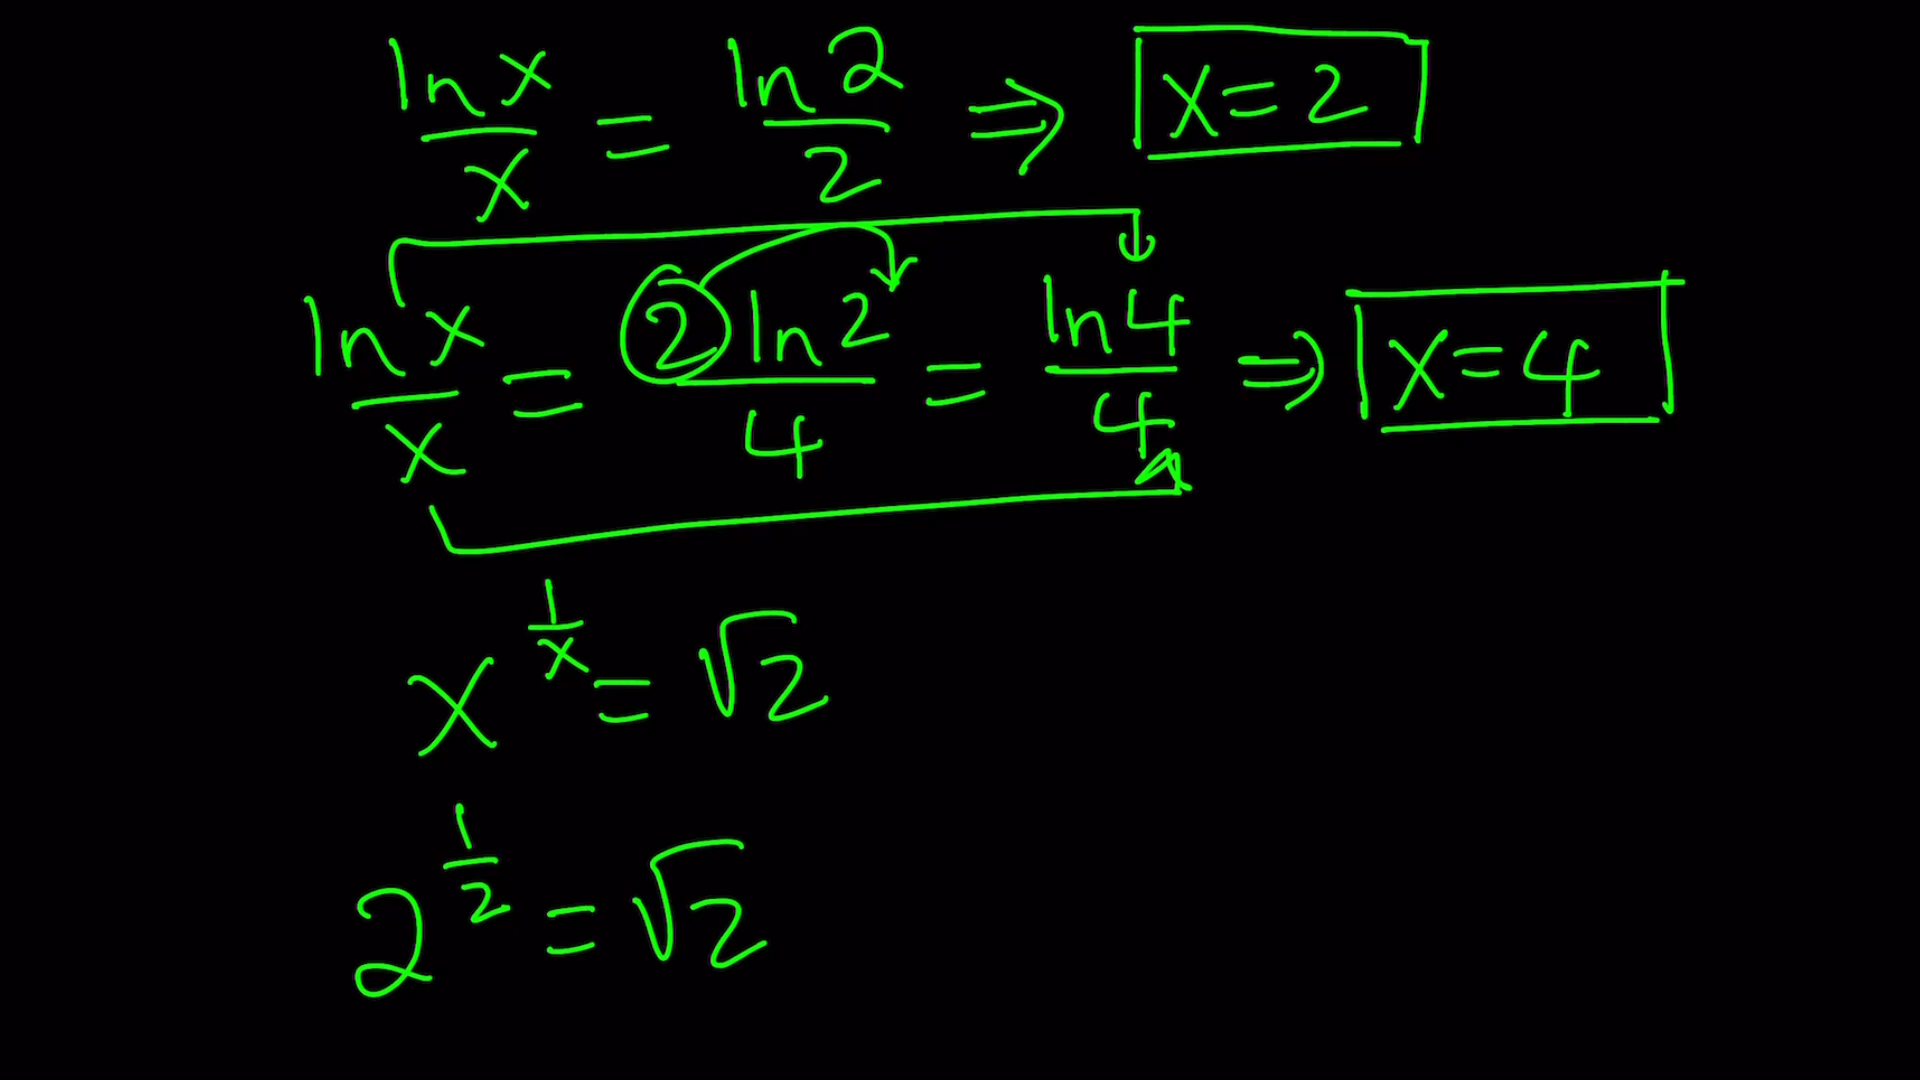 ln x / x = ln 2 / 2 ⇒ x = 2
ln x / x = 2 ln 2 / 4 = ln 4 / 4 ⇒ x = 4
x^(1/x) = √2
2^(1/2) = √2